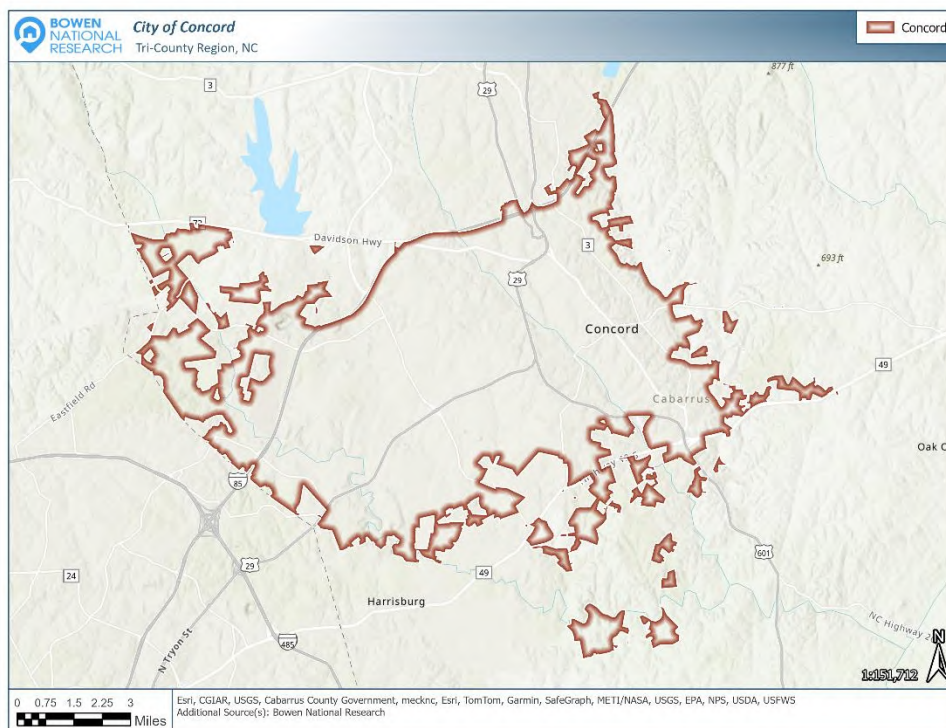 BOWEN
NATIONAL
RESEARCH
City of Concord
Tri-County Region, NC
Concord
877 ft
3
29
73
Davidson Hwy
3
693 ft
29
Concord
49
Eastfield Rd
Cabarrus
Oak
85
601
29
24
49
Harrisburg
N Tryon St
485
NC Highway
N
1:151,712
0 0.75 1.5 2.25 3
Miles
Esri, CGIAR, USGS, Cabarrus County Government, mecknc, Esri, TomTom, Garmin, SafeGraph, METI/NASA, USGS, EPA, NPS, USDA, USFWS
Additional Source(s): Bowen National Research